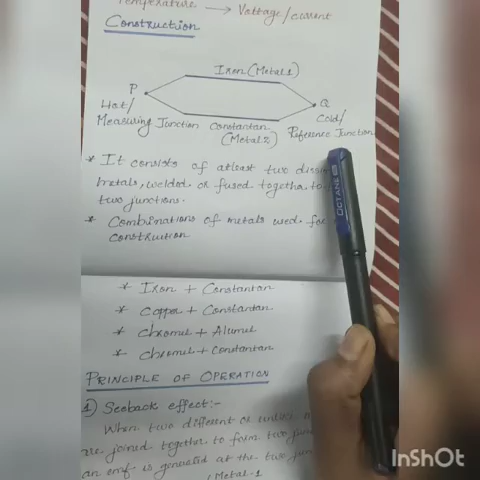 Temperature → Voltage/current
Construction
Iron (Metal 1)
P
Q
Hot/
Measuring Junction
Cold/
Reference Junction
Constantan
(Metal 2)
* It consists of atleast two
metals, welded or fused together to
two junctions.
* Combinations of metals used for
construction
* Iron + Constantan
* Copper + Constantan
* Chromel + Alumel
* Chromel + Constantan
PRINCIPLE OF OPERATION
1) Seeback effect:-
When two different or unlike
are joined together to form two
an emf is generated at the two
Metal-1
OCTANE
InShOt